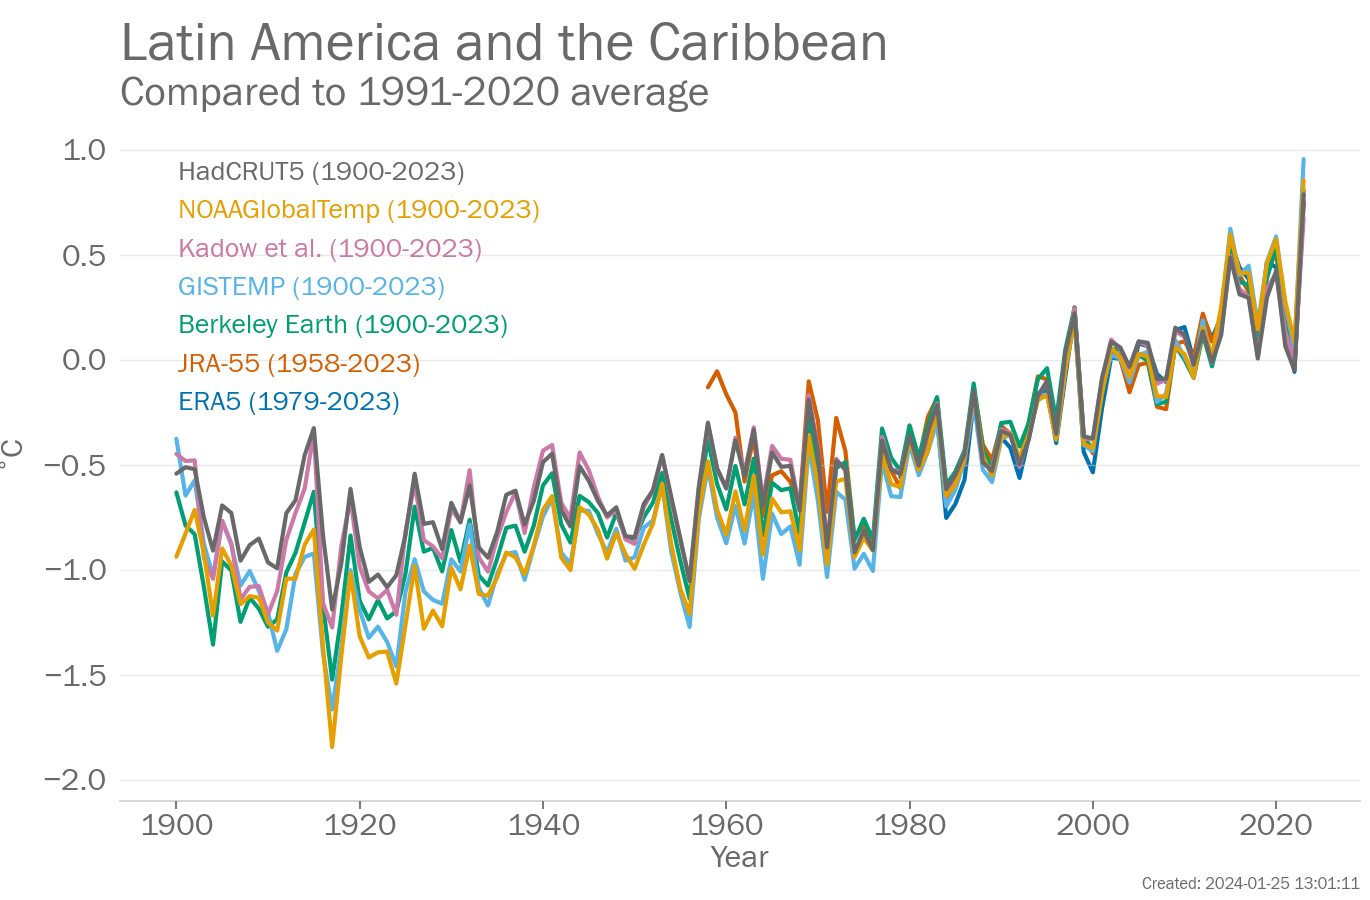 Latin America and the Caribbean
Compared to 1991-2020 average
1.0
HadCRUT5 (1900-2023)
NOAAGlobalTemp (1900-2023)
Kadow et al. (1900-2023)
0.5
GISTEMP (1900-2023)
Berkeley Earth (1900-2023)
0.0
JRA-55 (1958-2023)
ERA5 (1979-2023)
°C
−0.5
−1.0
−1.5
−2.0
1900 1920 1940 1960 1980 2000 2020
Year
Created: 2024-01-25 13:01:11